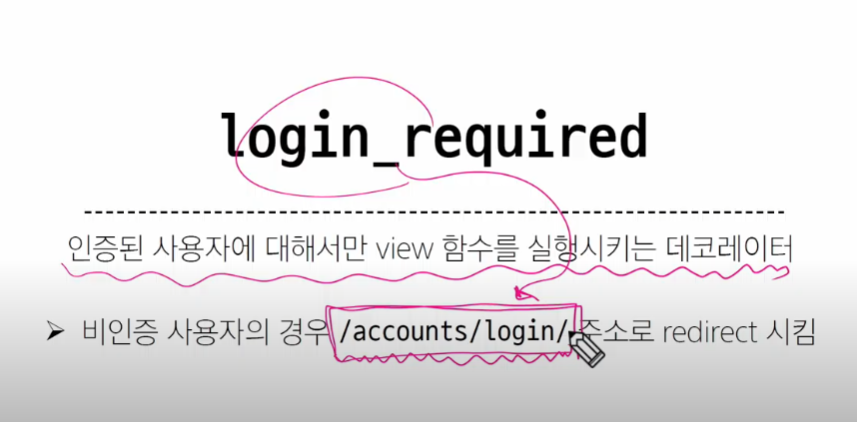 login_required
인증된 사용자에 대해서만 view 함수를 실행시키는 데코레이터
➤ 비인증 사용자의 경우 /accounts/login/ 주소로 redirect 시킴